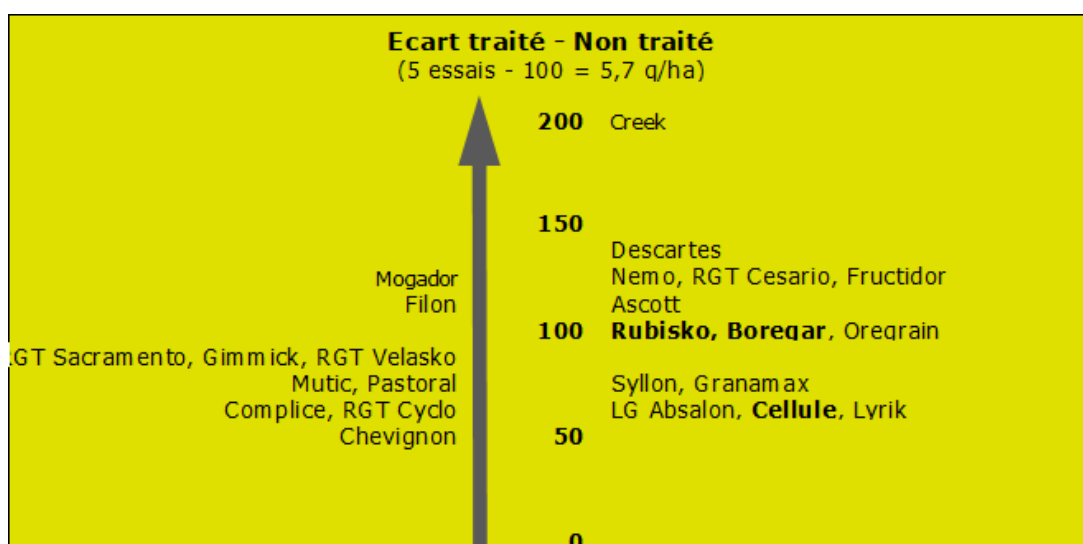 Ecart traité - Non traité
(5 essais - 100 = 5,7 q/ha)
200 Creek
150
Descartes
Mogador Nemo, RGT Cesario, Fructidor
Filon Ascott
100 Rubisko, Boregar, Oregrain
RGT Sacramento, Gimmick, RGT Velasko
Mutic, Pastoral Syllon, Granamax
Complice, RGT Cyclo LG Absalon, Cellule, Lyrik
Chevignon 50
0